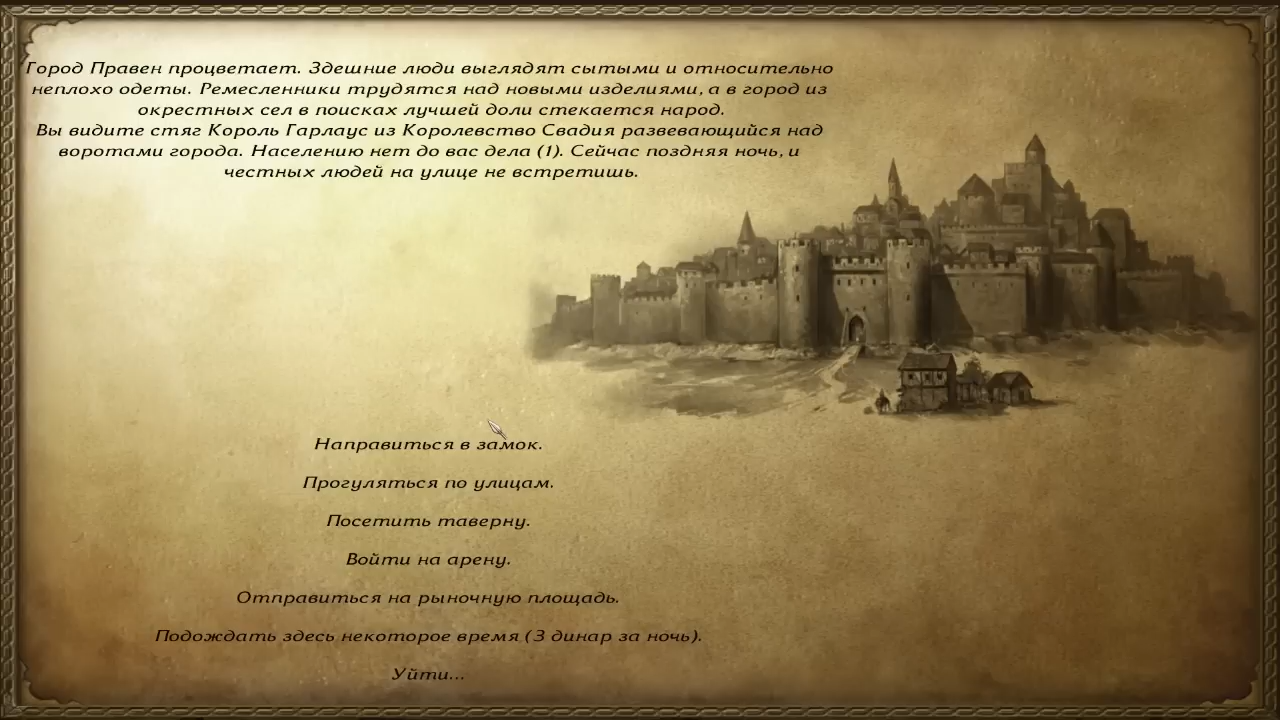 Город Правен процветает. Здешние люди выглядят сытыми и относительно
неплохо одеты. Ремесленники трудятся над новыми изделиями, а в город из
окрестных сел в поисках лучшей доли стекается народ.
Вы видите стяг Король Гарлаус из Королевство Свадия развевающийся над
воротами города. Населению нет до вас дела (1). Сейчас поздняя ночь, и
честных людей на улице не встретишь.
Направиться в замок.
Прогуляться по улицам.
Посетить таверну.
Войти на арену.
Отправиться на рыночную площадь.
Подождать здесь некоторое время (3 динар за ночь).
Уйти...